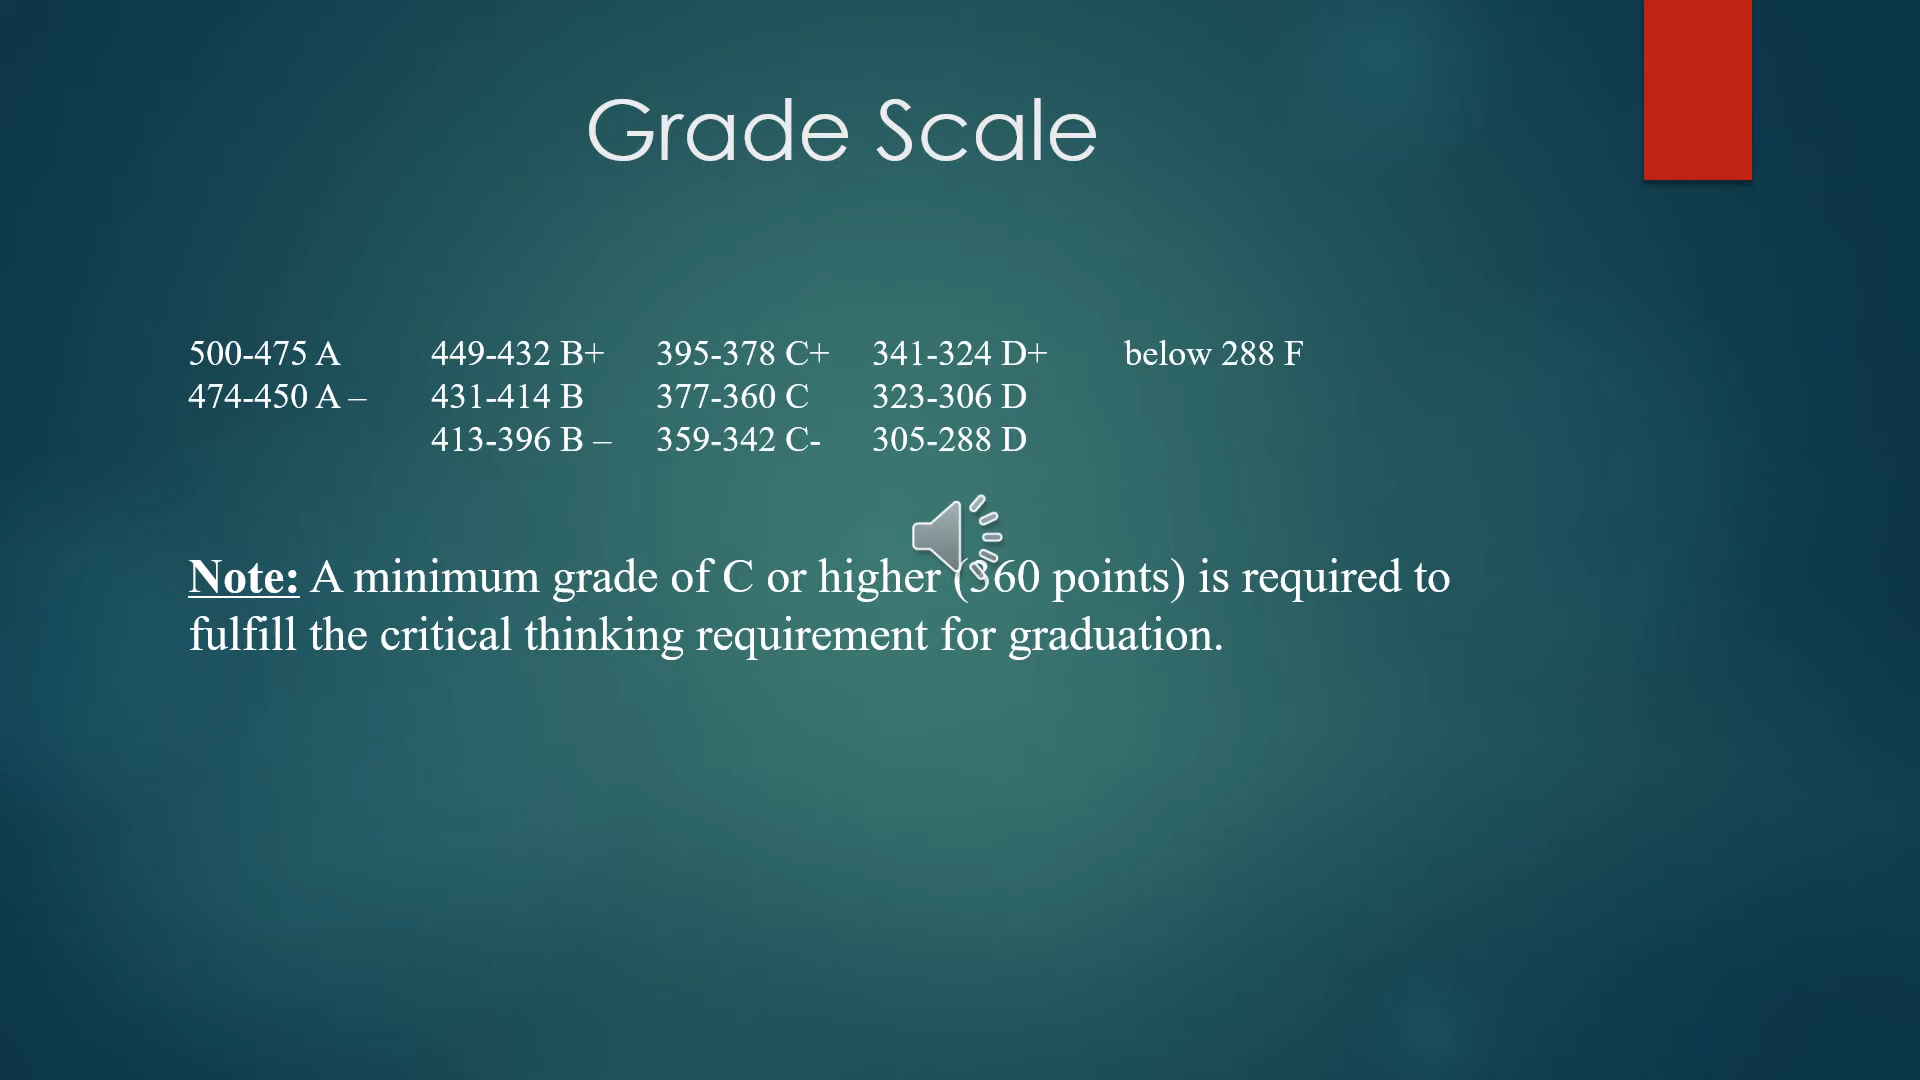 Grade Scale
500-475 A 449-432 B+ 395-378 C+ 341-324 D+ below 288 F
474-450 A – 431-414 B 377-360 C 323-306 D
413-396 B – 359-342 C- 305-288 D
Note: A minimum grade of C or higher (360 points) is required to
fulfill the critical thinking requirement for graduation.